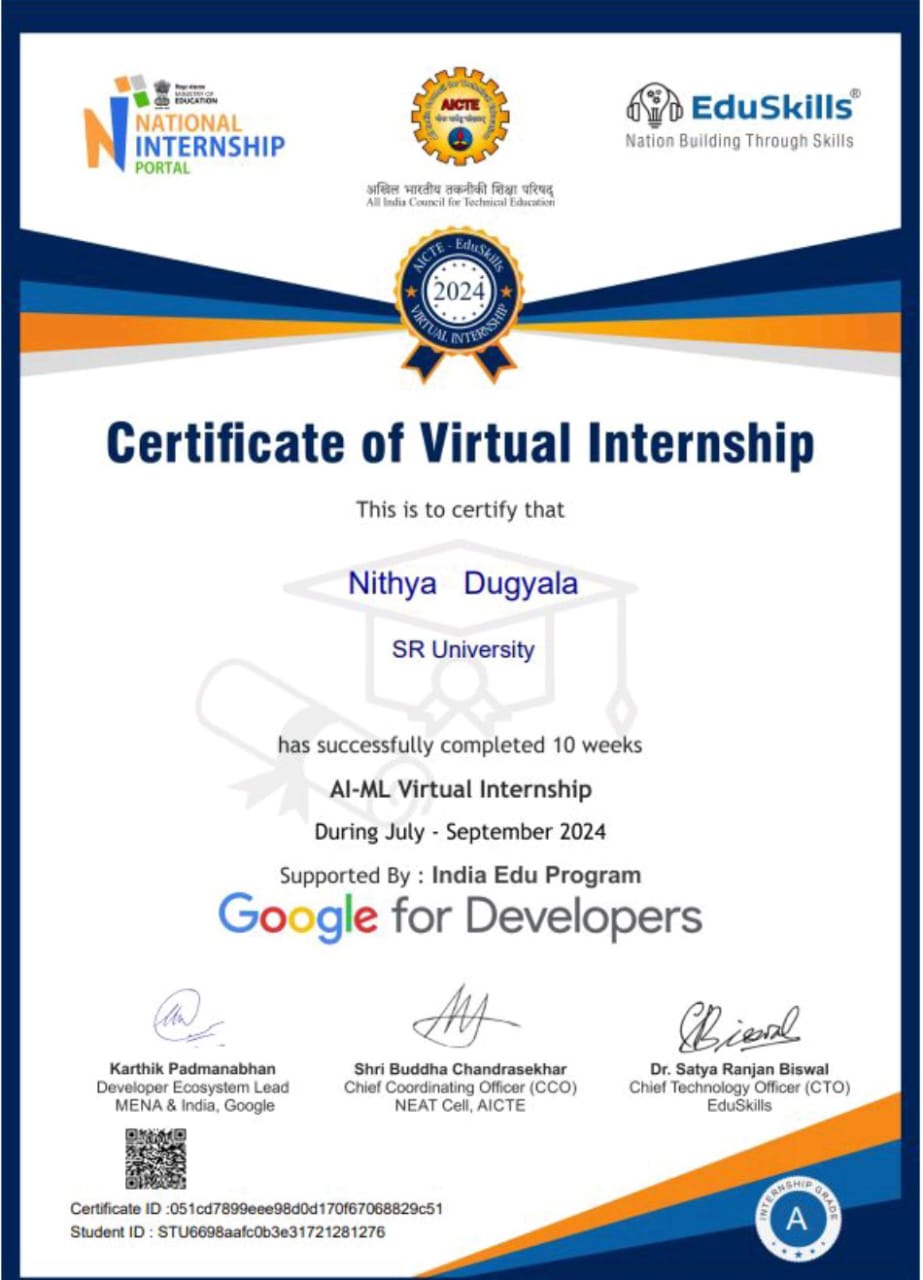 शिक्षा मंत्रालय
MINISTRY OF
EDUCATION
NATIONAL
INTERNSHIP
PORTAL
AICTE
अखिल भारतीय तकनीकी शिक्षा परिषद्
All India Council for Technical Education
EduSkills®
Nation Building Through Skills
AICTE - EduSkills
2024
VIRTUAL INTERNSHIP
Certificate of Virtual Internship
This is to certify that
Nithya Dugyala
SR University
has successfully completed 10 weeks
AI-ML Virtual Internship
During July - September 2024
Supported By : India Edu Program
Google for Developers
Karthik Padmanabhan
Developer Ecosystem Lead
MENA & India, Google
Shri Buddha Chandrasekhar
Chief Coordinating Officer (CCO)
NEAT Cell, AICTE
Dr. Satya Ranjan Biswal
Chief Technology Officer (CTO)
EduSkills
Certificate ID :051cd7899eee98d0d170f67068829c51
Student ID : STU6698aafc0b3e31721281276
INTERNSHIP GRADE
A